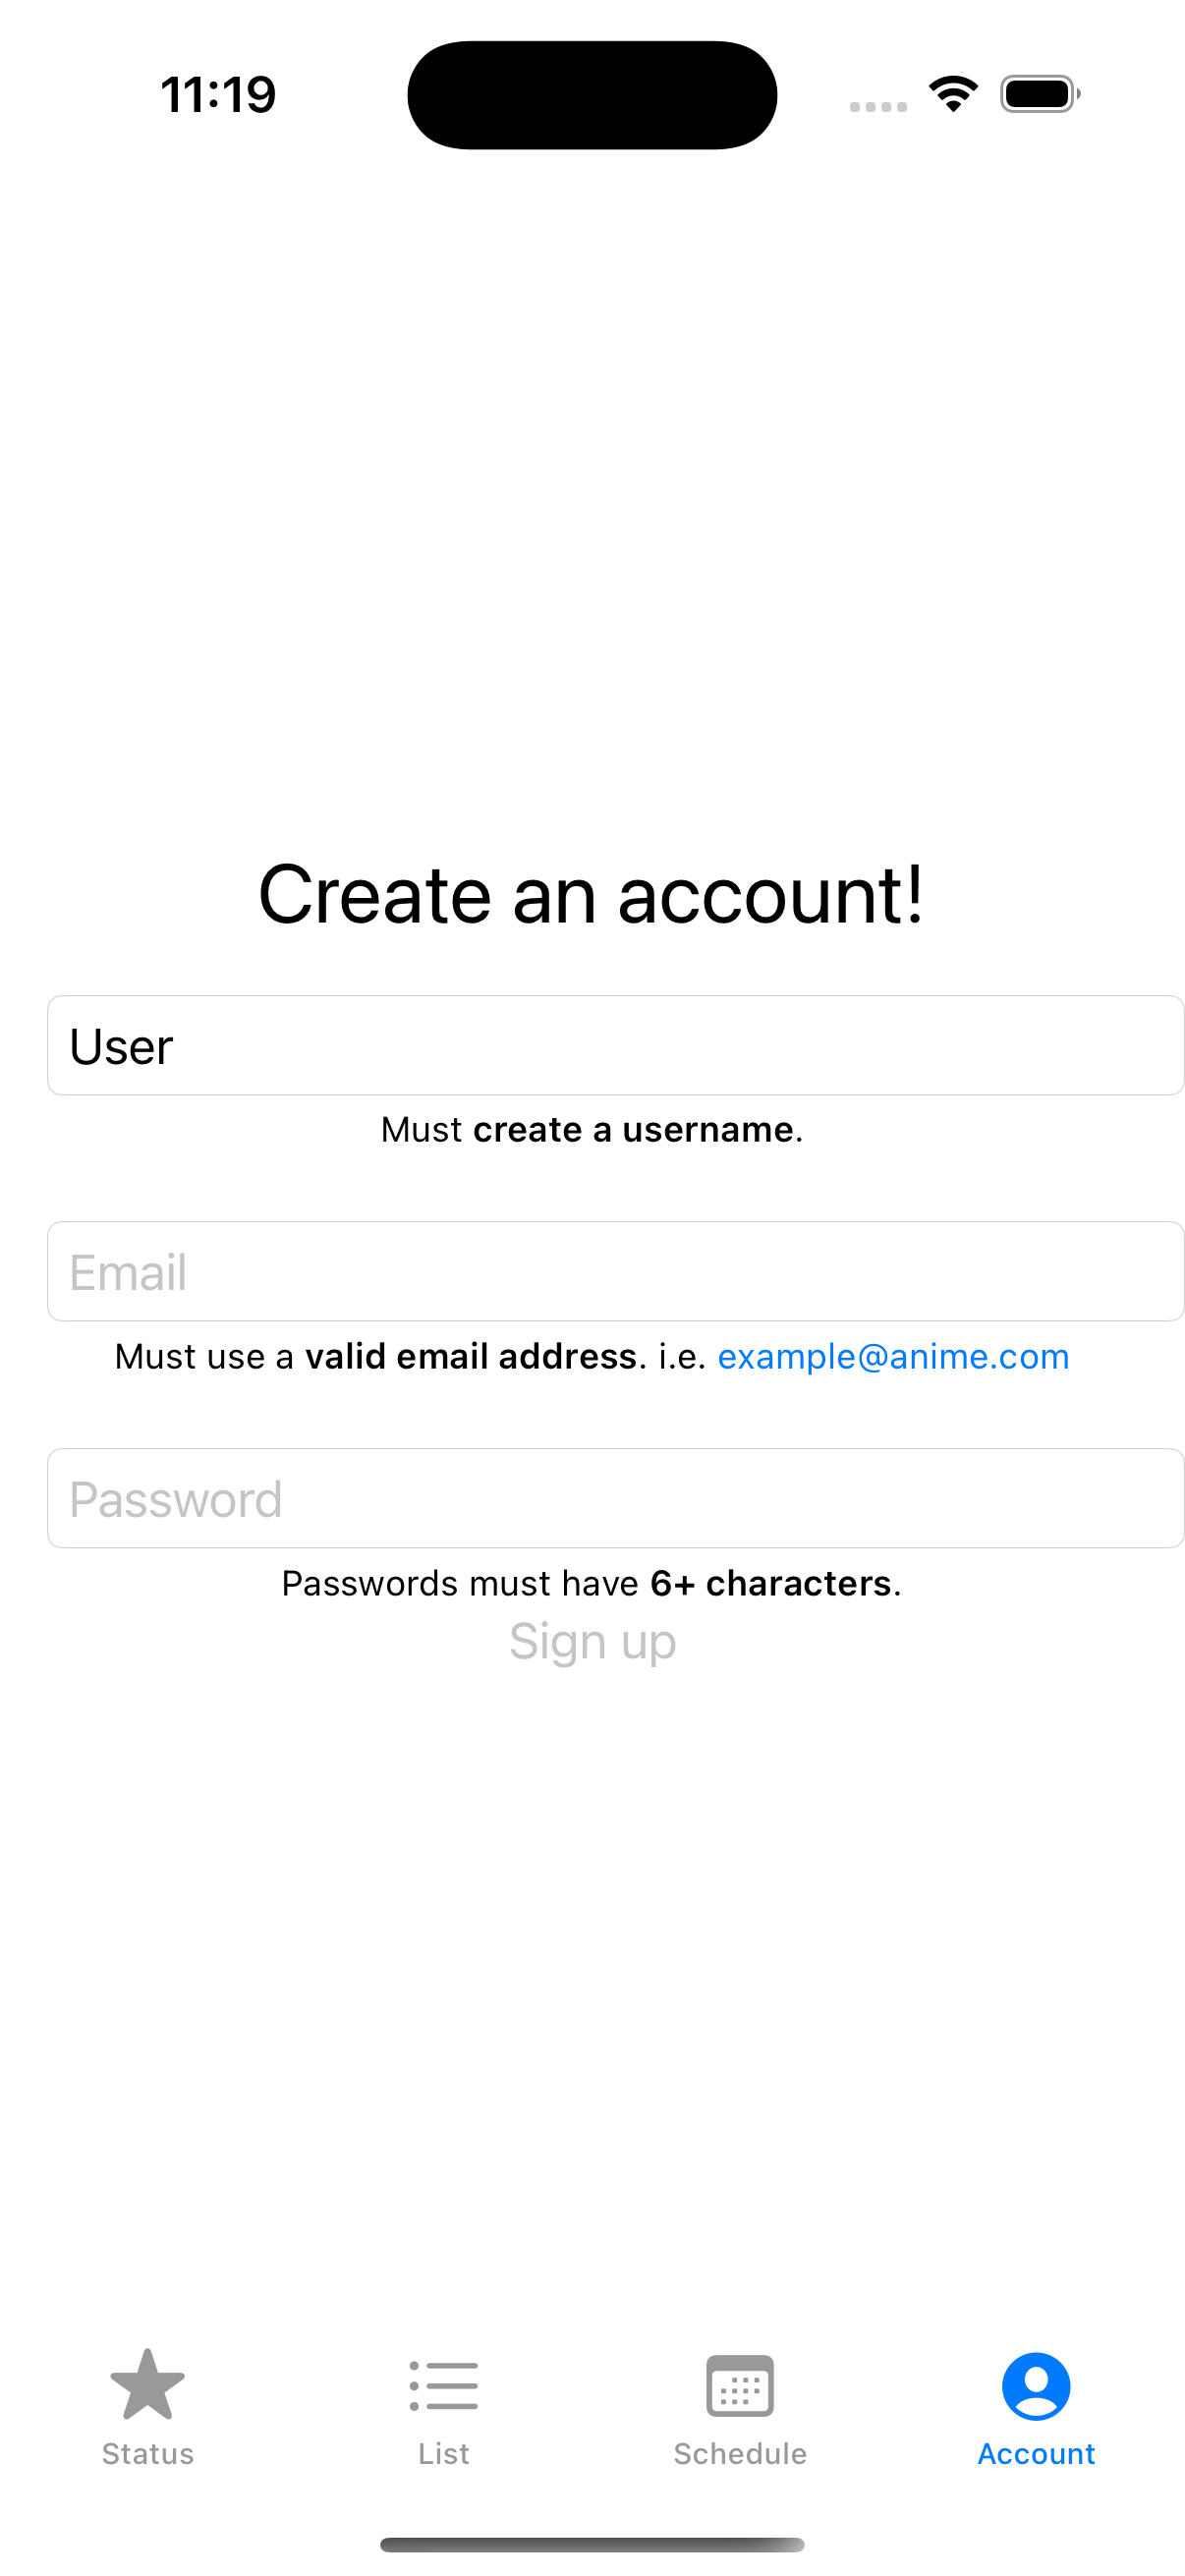 11:19
Create an account!
User
Must create a username.
Email
Must use a valid email address. i.e. example@anime.com
Password
Passwords must have 6+ characters.
Sign up
Status List Schedule Account